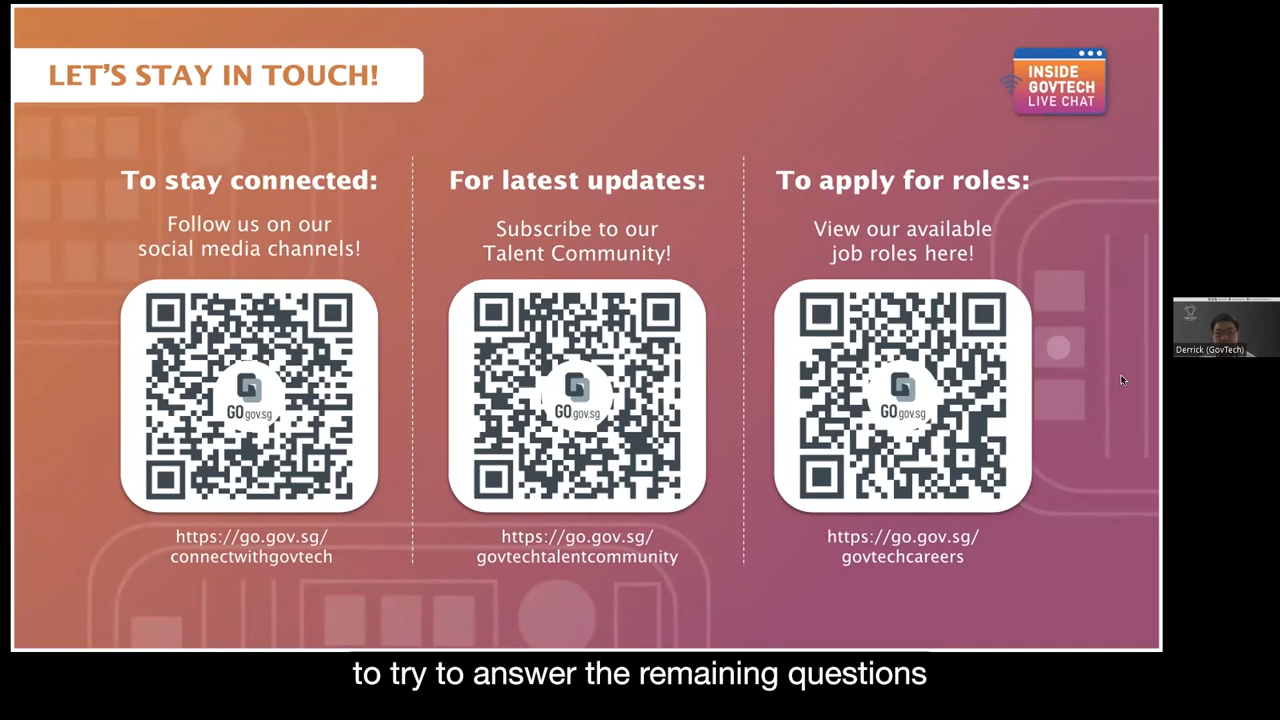 LET'S STAY IN TOUCH!
INSIDE
GOVTECH
LIVE CHAT
To stay connected:
Follow us on our
social media channels!
GO.gov.sg
https://go.gov.sg/
connectwithgovtech
For latest updates:
Subscribe to our
Talent Community!
GO.gov.sg
https://go.gov.sg/
govtechtalentcommunity
To apply for roles:
View our available
job roles here!
GO.gov.sg
https://go.gov.sg/
govtechcareers
Derrick (GovTech)
to try to answer the remaining questions